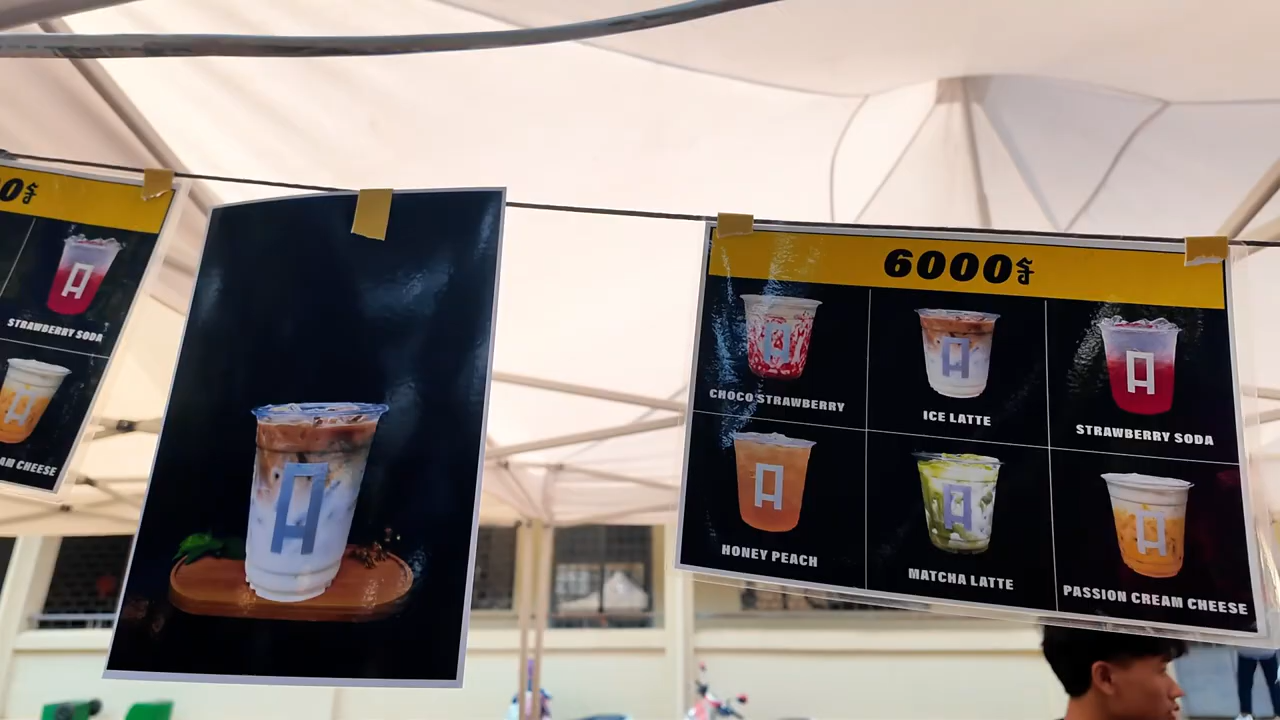 0៛
STRAWBERRY SODA
AM CHEESE
6000៛
CHOCO STRAWBERRY
ICE LATTE
STRAWBERRY SODA
HONEY PEACH
MATCHA LATTE
PASSION CREAM CHEESE